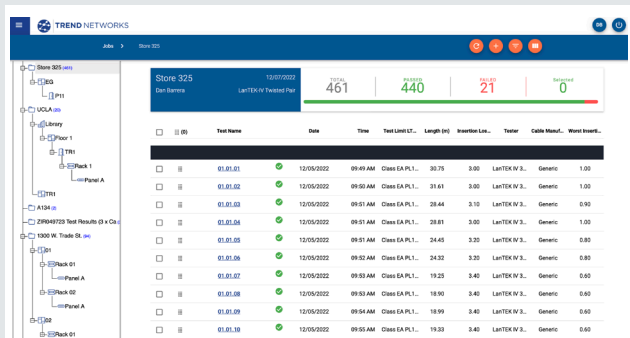 TREND NETWORKS
DB
Jobs > Store 325
Store 325 (461)
EG
P11
UCLA (20)
Library
Floor 1
TR1
Rack 1
Panel A
TR1
A134 (2)
ZIR049723 Test Results (3 x Ca
1300 W. Trade St. (94)
01
Rack 01
Panel A
Rack 02
Panel A
02
Rack 01
Store 325 12/07/2022
Dan Barrera LanTEK-IV Twisted Pair
TOTAL PASSED FAILED Selected
461 440 21 0
(0) Test Name Date Time Test Limit LT... Length (m) Insertion Los... Tester Cable Manuf... Worst Inserti...
01.01.01 12/05/2022 09:49 AM Class EA PL1... 30.75 3.00 LanTEK IV 3... Generic 1.00
01.01.02 12/05/2022 09:50 AM Class EA PL1... 31.61 3.00 LanTEK IV 3... Generic 1.00
01.01.03 12/05/2022 09:51 AM Class EA PL1... 28.44 3.10 LanTEK IV 3... Generic 0.90
01.01.04 12/05/2022 09:51 AM Class EA PL1... 28.81 3.00 LanTEK IV 3... Generic 1.00
01.01.05 12/05/2022 09:51 AM Class EA PL1... 24.45 3.20 LanTEK IV 3... Generic 0.80
01.01.06 12/05/2022 09:52 AM Class EA PL1... 24.32 3.20 LanTEK IV 3... Generic 0.80
01.01.07 12/05/2022 09:53 AM Class EA PL1... 19.25 3.40 LanTEK IV 3... Generic 0.60
01.01.08 12/05/2022 09:53 AM Class EA PL1... 18.90 3.40 LanTEK IV 3... Generic 0.60
01.01.09 12/05/2022 09:54 AM Class EA PL1... 18.99 3.40 LanTEK IV 3... Generic 0.60
01.01.10 12/05/2022 09:55 AM Class EA PL1... 19.33 3.40 LanTEK IV 3... Generic 0.60